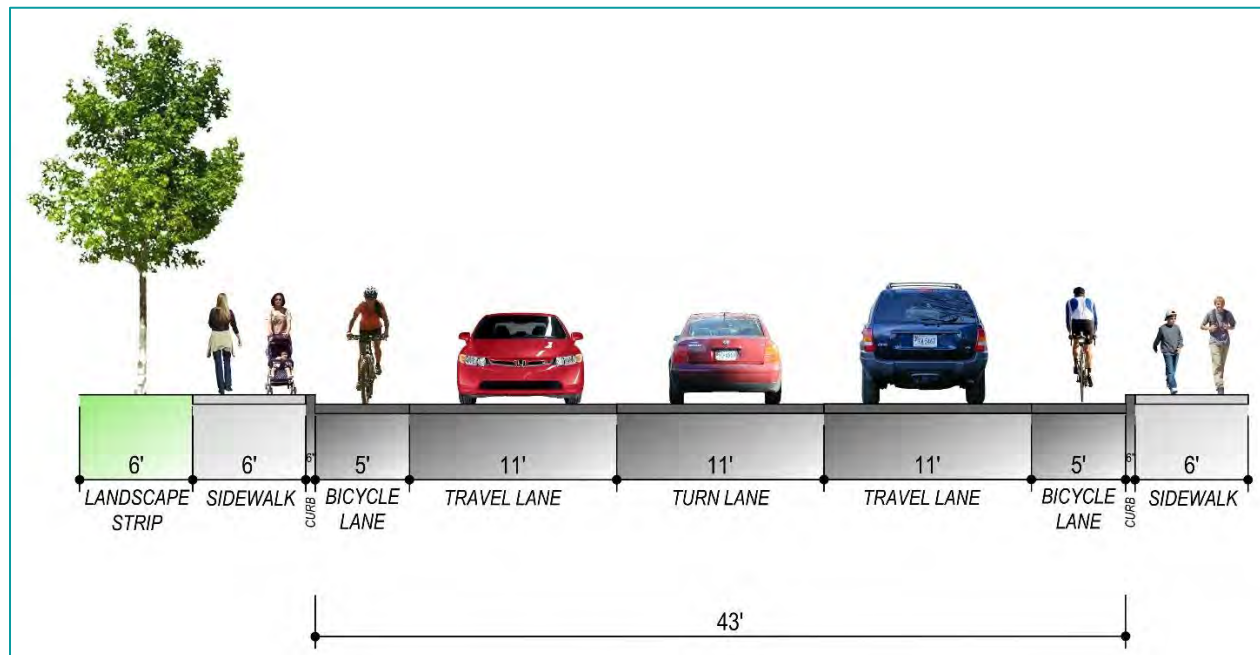 6' 6' 6" 5' 11' 11' 11' 5' 6" 6'
LANDSCAPE
STRIP
SIDEWALK
CURB
BICYCLE
LANE
TRAVEL LANE
TURN LANE
TRAVEL LANE
BICYCLE
LANE
CURB
SIDEWALK
43'